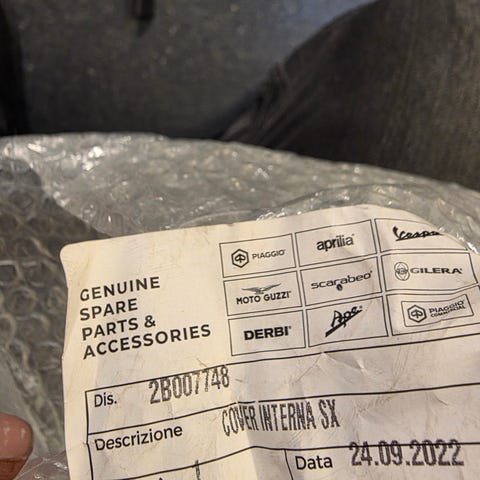 GENUINE
SPARE
PARTS &
ACCESSORIES
PIAGGIO aprilia Vespa
MOTO GUZZI scarabeo GILERA
DERBI Ape PIAGGIO COMMERCIAL
Dis. 2B007748
Descrizione COVER INTERNA SX
Data 24.09.2022